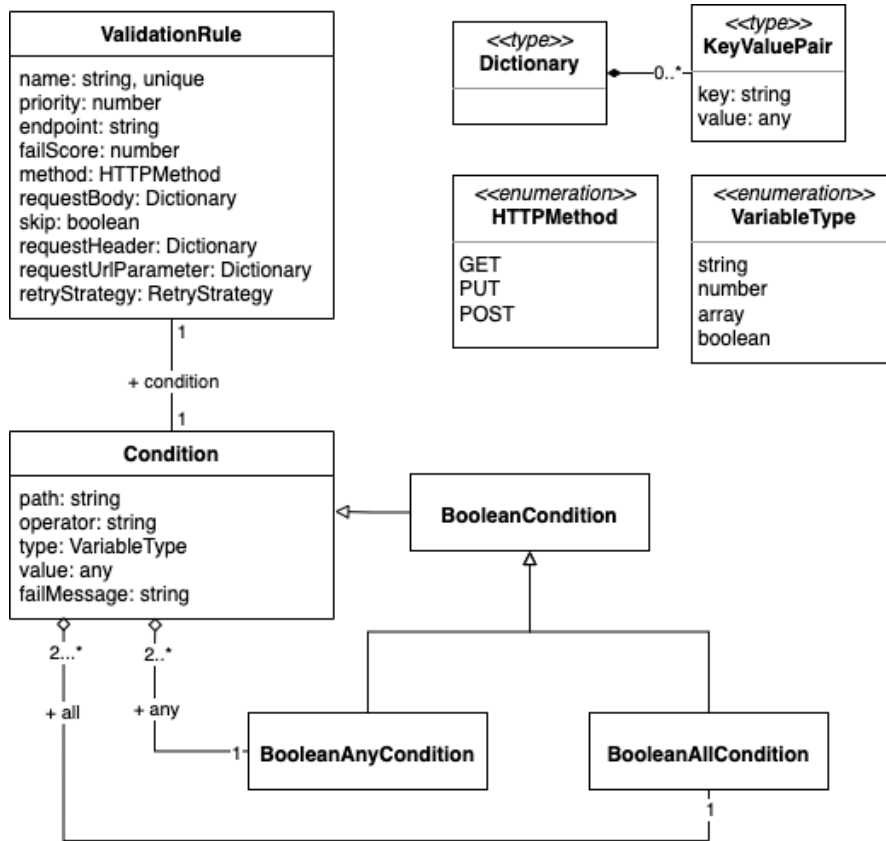 ValidationRule
name: string, unique
priority: number
endpoint: string
failScore: number
method: HTTPMethod
requestBody: Dictionary
skip: boolean
requestHeader: Dictionary
requestUrlParameter: Dictionary
retryStrategy: RetryStrategy
<<type>>
Dictionary
0..*
<<type>>
KeyValuePair
key: string
value: any
<<enumeration>>
HTTPMethod
GET
PUT
POST
<<enumeration>>
VariableType
string
number
array
boolean
1
+ condition
1
Condition
path: string
operator: string
type: VariableType
value: any
failMessage: string
BooleanCondition
2...*
2..*
+ all
+ any
1
BooleanAnyCondition
BooleanAllCondition
1